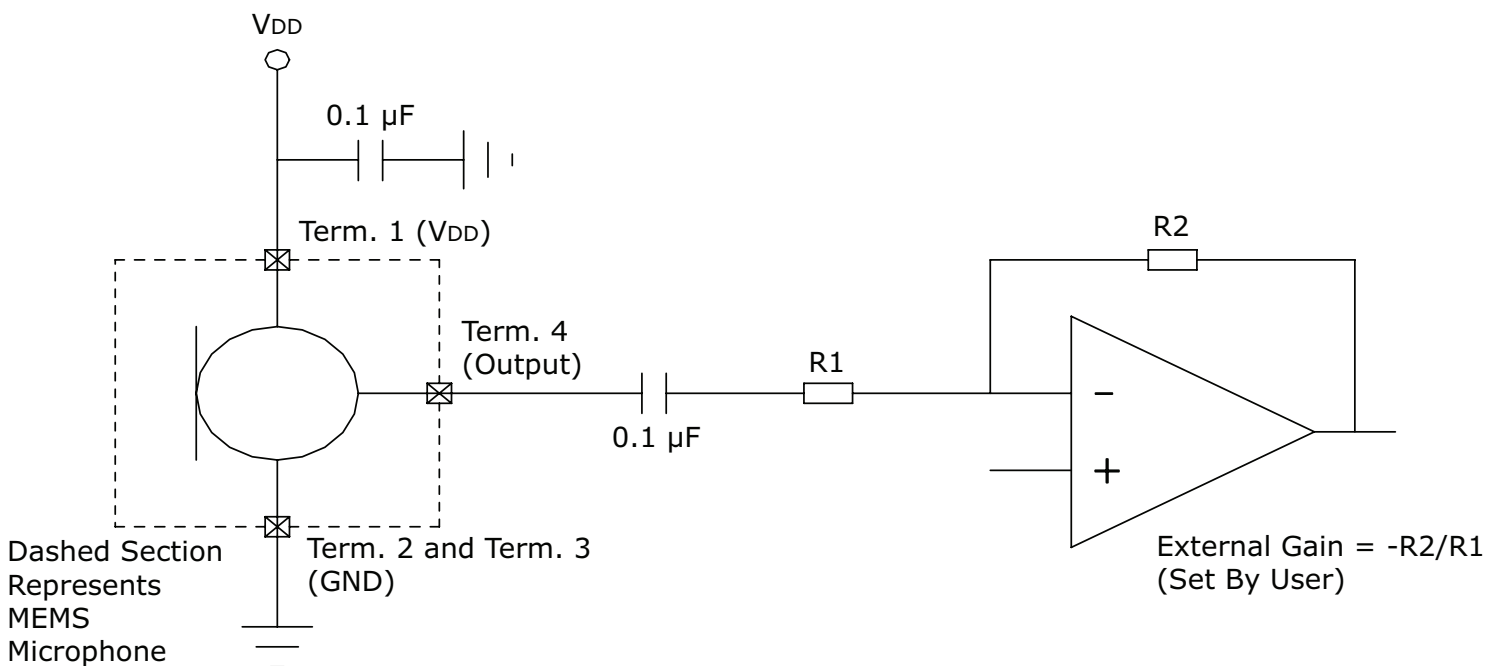 VDD
0.1 µF
Term. 1 (VDD)
R2
Term. 4
(Output)
R1
0.1 µF
-
+
Dashed Section
Represents
MEMS
Microphone
Term. 2 and Term. 3
(GND)
External Gain = -R2/R1
(Set By User)